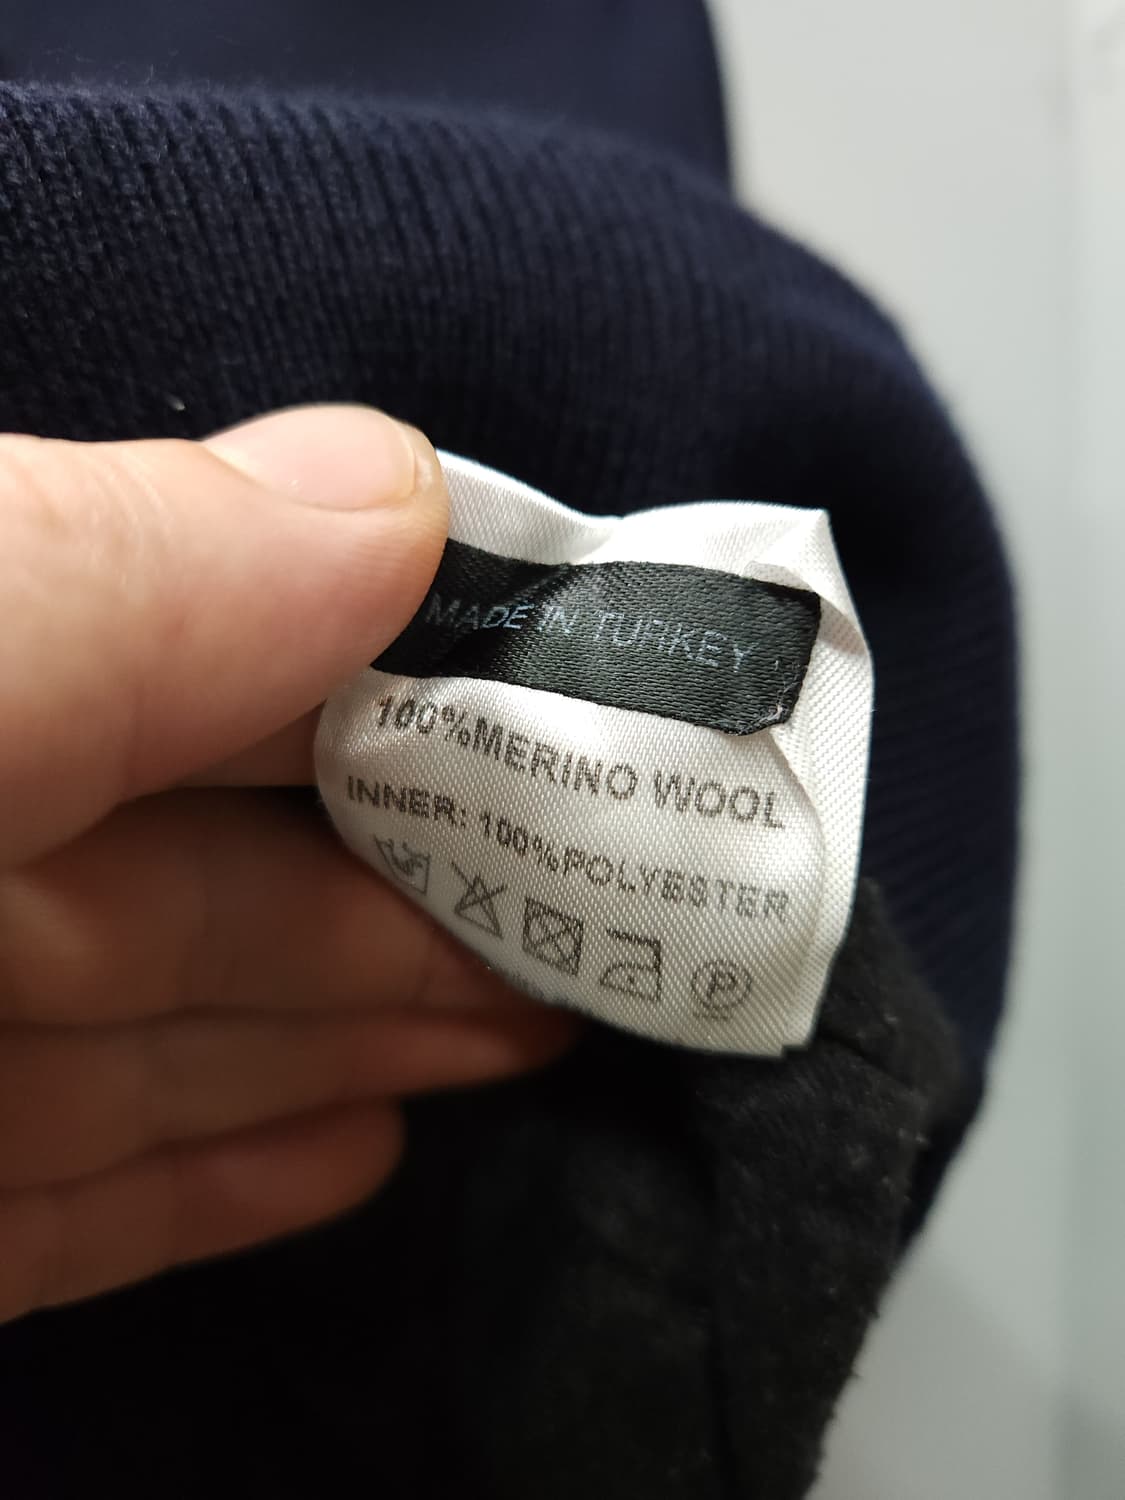 MADE IN TURKEY
100%MERINO WOOL
INNER: 100%POLYESTER
P